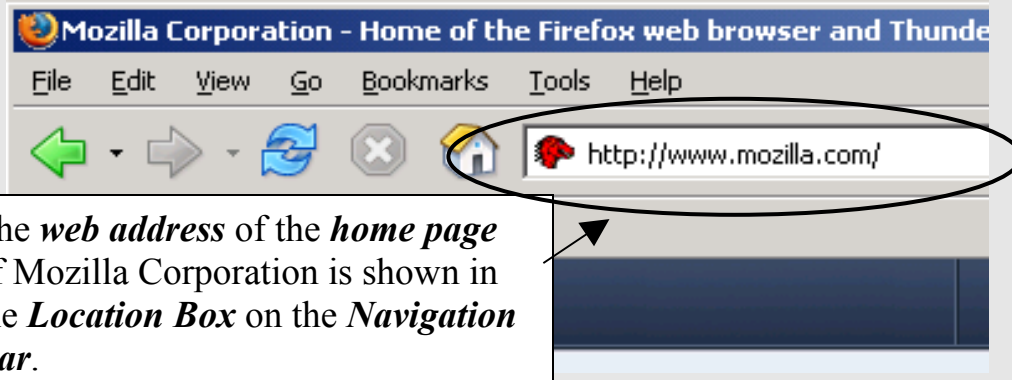 Mozilla Corporation - Home of the Firefox web browser and Thunde
File Edit View Go Bookmarks Tools Help
http://www.mozilla.com/
he web address of the home page
f Mozilla Corporation is shown in
e Location Box on the Navigation
ar.